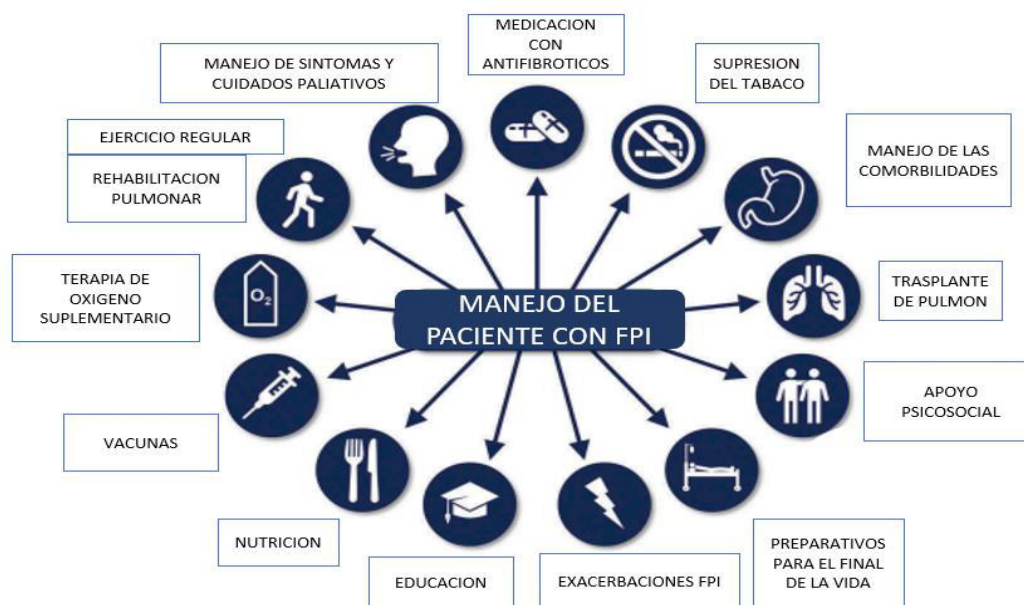 MEDICACION
CON
ANTIFIBROTICOS
MANEJO DE SINTOMAS Y
CUIDADOS PALIATIVOS
SUPRESION
DEL TABACO
EJERCICIO REGULAR
REHABILITACION
PULMONAR
MANEJO DE LAS
COMORBILIDADES
TERAPIA DE
OXIGENO
SUPLEMENTARIO
O₂
MANEJO DEL
PACIENTE CON FPI
TRASPLANTE
DE PULMON
VACUNAS
APOYO
PSICOSOCIAL
NUTRICION
EDUCACION
EXACERBACIONES FPI
PREPARATIVOS
PARA EL FINAL
DE LA VIDA